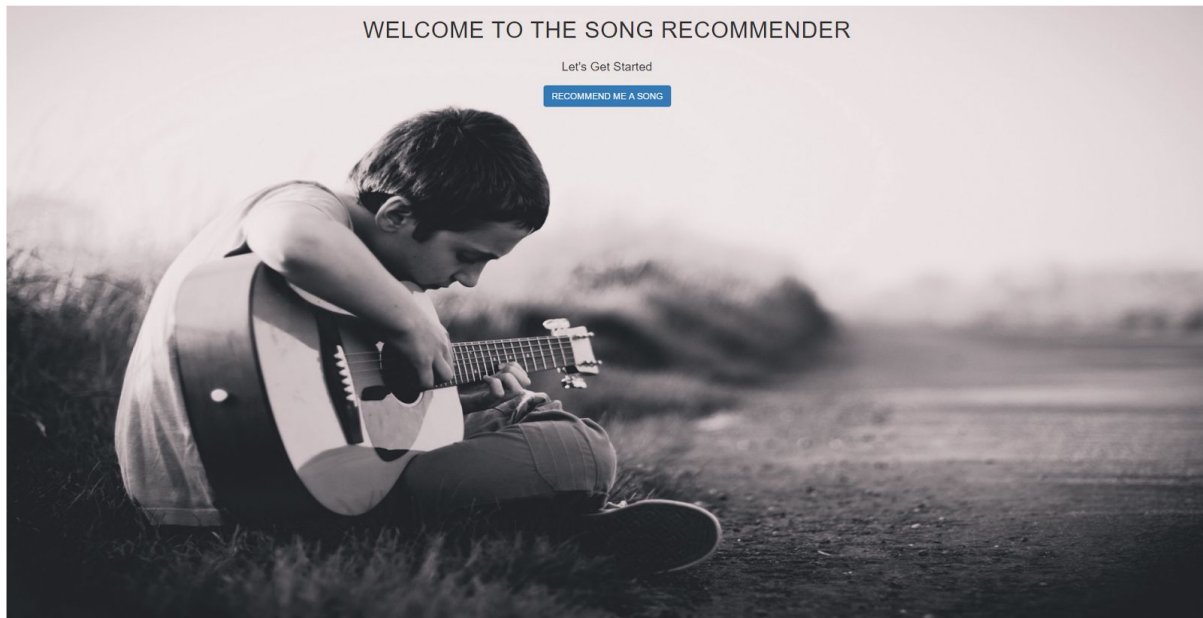 WELCOME TO THE SONG RECOMMENDER
Let's Get Started
RECOMMEND ME A SONG